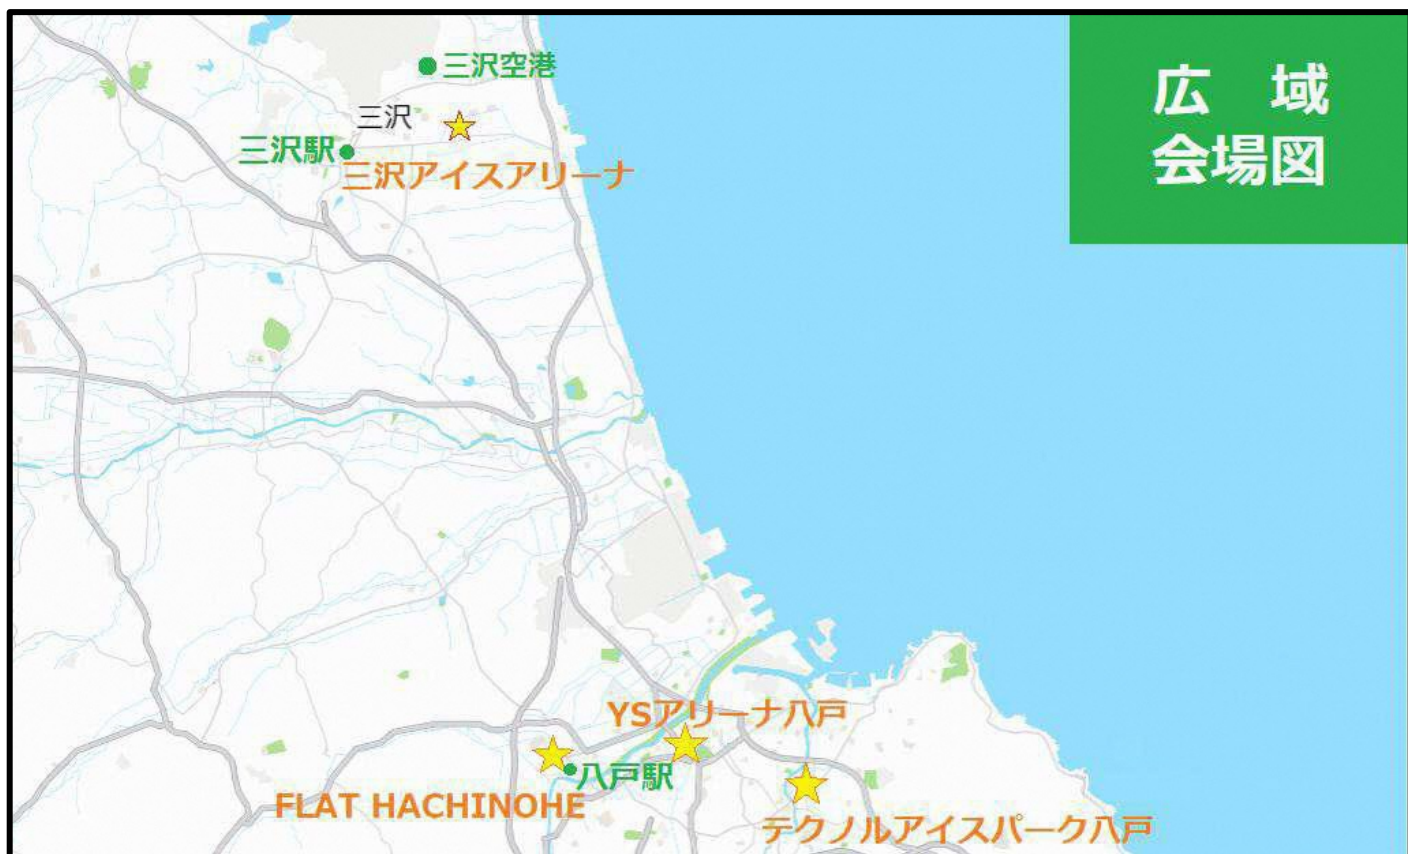 広 域
会場図
三沢空港
三沢
三沢駅
三沢アイスアリーナ
YSアリーナ八戸
八戸駅
FLAT HACHINOHE
テクノルアイスパーク八戸